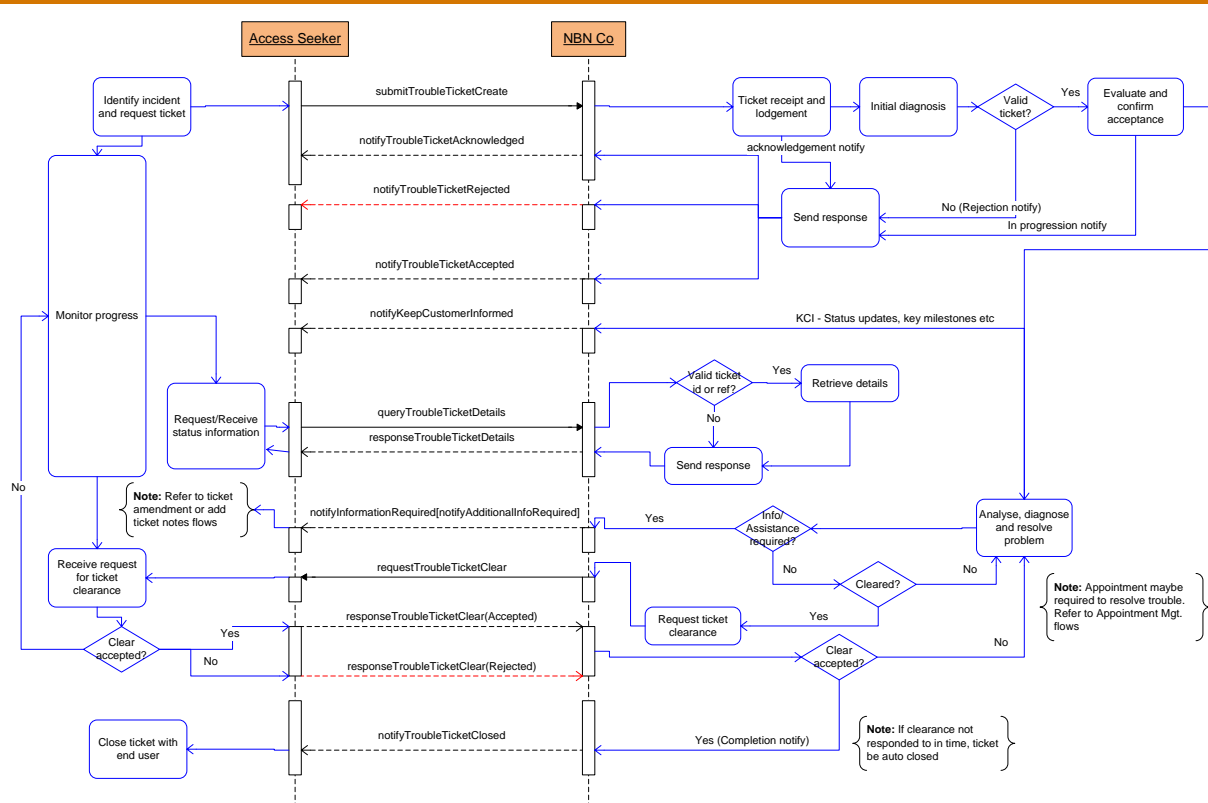 Access Seeker
NBN Co
Identify incident
and request ticket
submitTroubleTicketCreate
Ticket receipt and
lodgement
Initial diagnosis
Valid
ticket?
Yes
Evaluate and
confirm
acceptance
notifyTroubleTicketAcknowledged
acknowledgement notify
notifyTroubleTicketRejected
Send response
No (Rejection notify)
In progression notify
notifyTroubleTicketAccepted
Monitor progress
notifyKeepCustomerInformed
KCI - Status updates, key milestones etc
Valid ticket
id or ref?
Yes
Retrieve details
Request/Receive
status information
queryTroubleTicketDetails
No
responseTroubleTicketDetails
Send response
No
Note: Refer to ticket
amendment or add
ticket notes flows
notifyInformationRequired[notifyAdditionalInfoRequired]
Yes
Info/
Assistance
required?
Analyse, diagnose
and resolve
problem
Receive request
for ticket
clearance
requestTroubleTicketClear
No
Cleared?
No
Note: Appointment maybe
required to resolve trouble.
Refer to Appointment Mgt.
flows
Yes
Request ticket
clearance
Clear
accepted?
Yes
No
responseTroubleTicketClear(Accepted)
responseTroubleTicketClear(Rejected)
Clear
accepted?
No
Close ticket with
end user
notifyTroubleTicketClosed
Yes (Completion notify)
Note: If clearance not
responded to in time, ticket
be auto closed